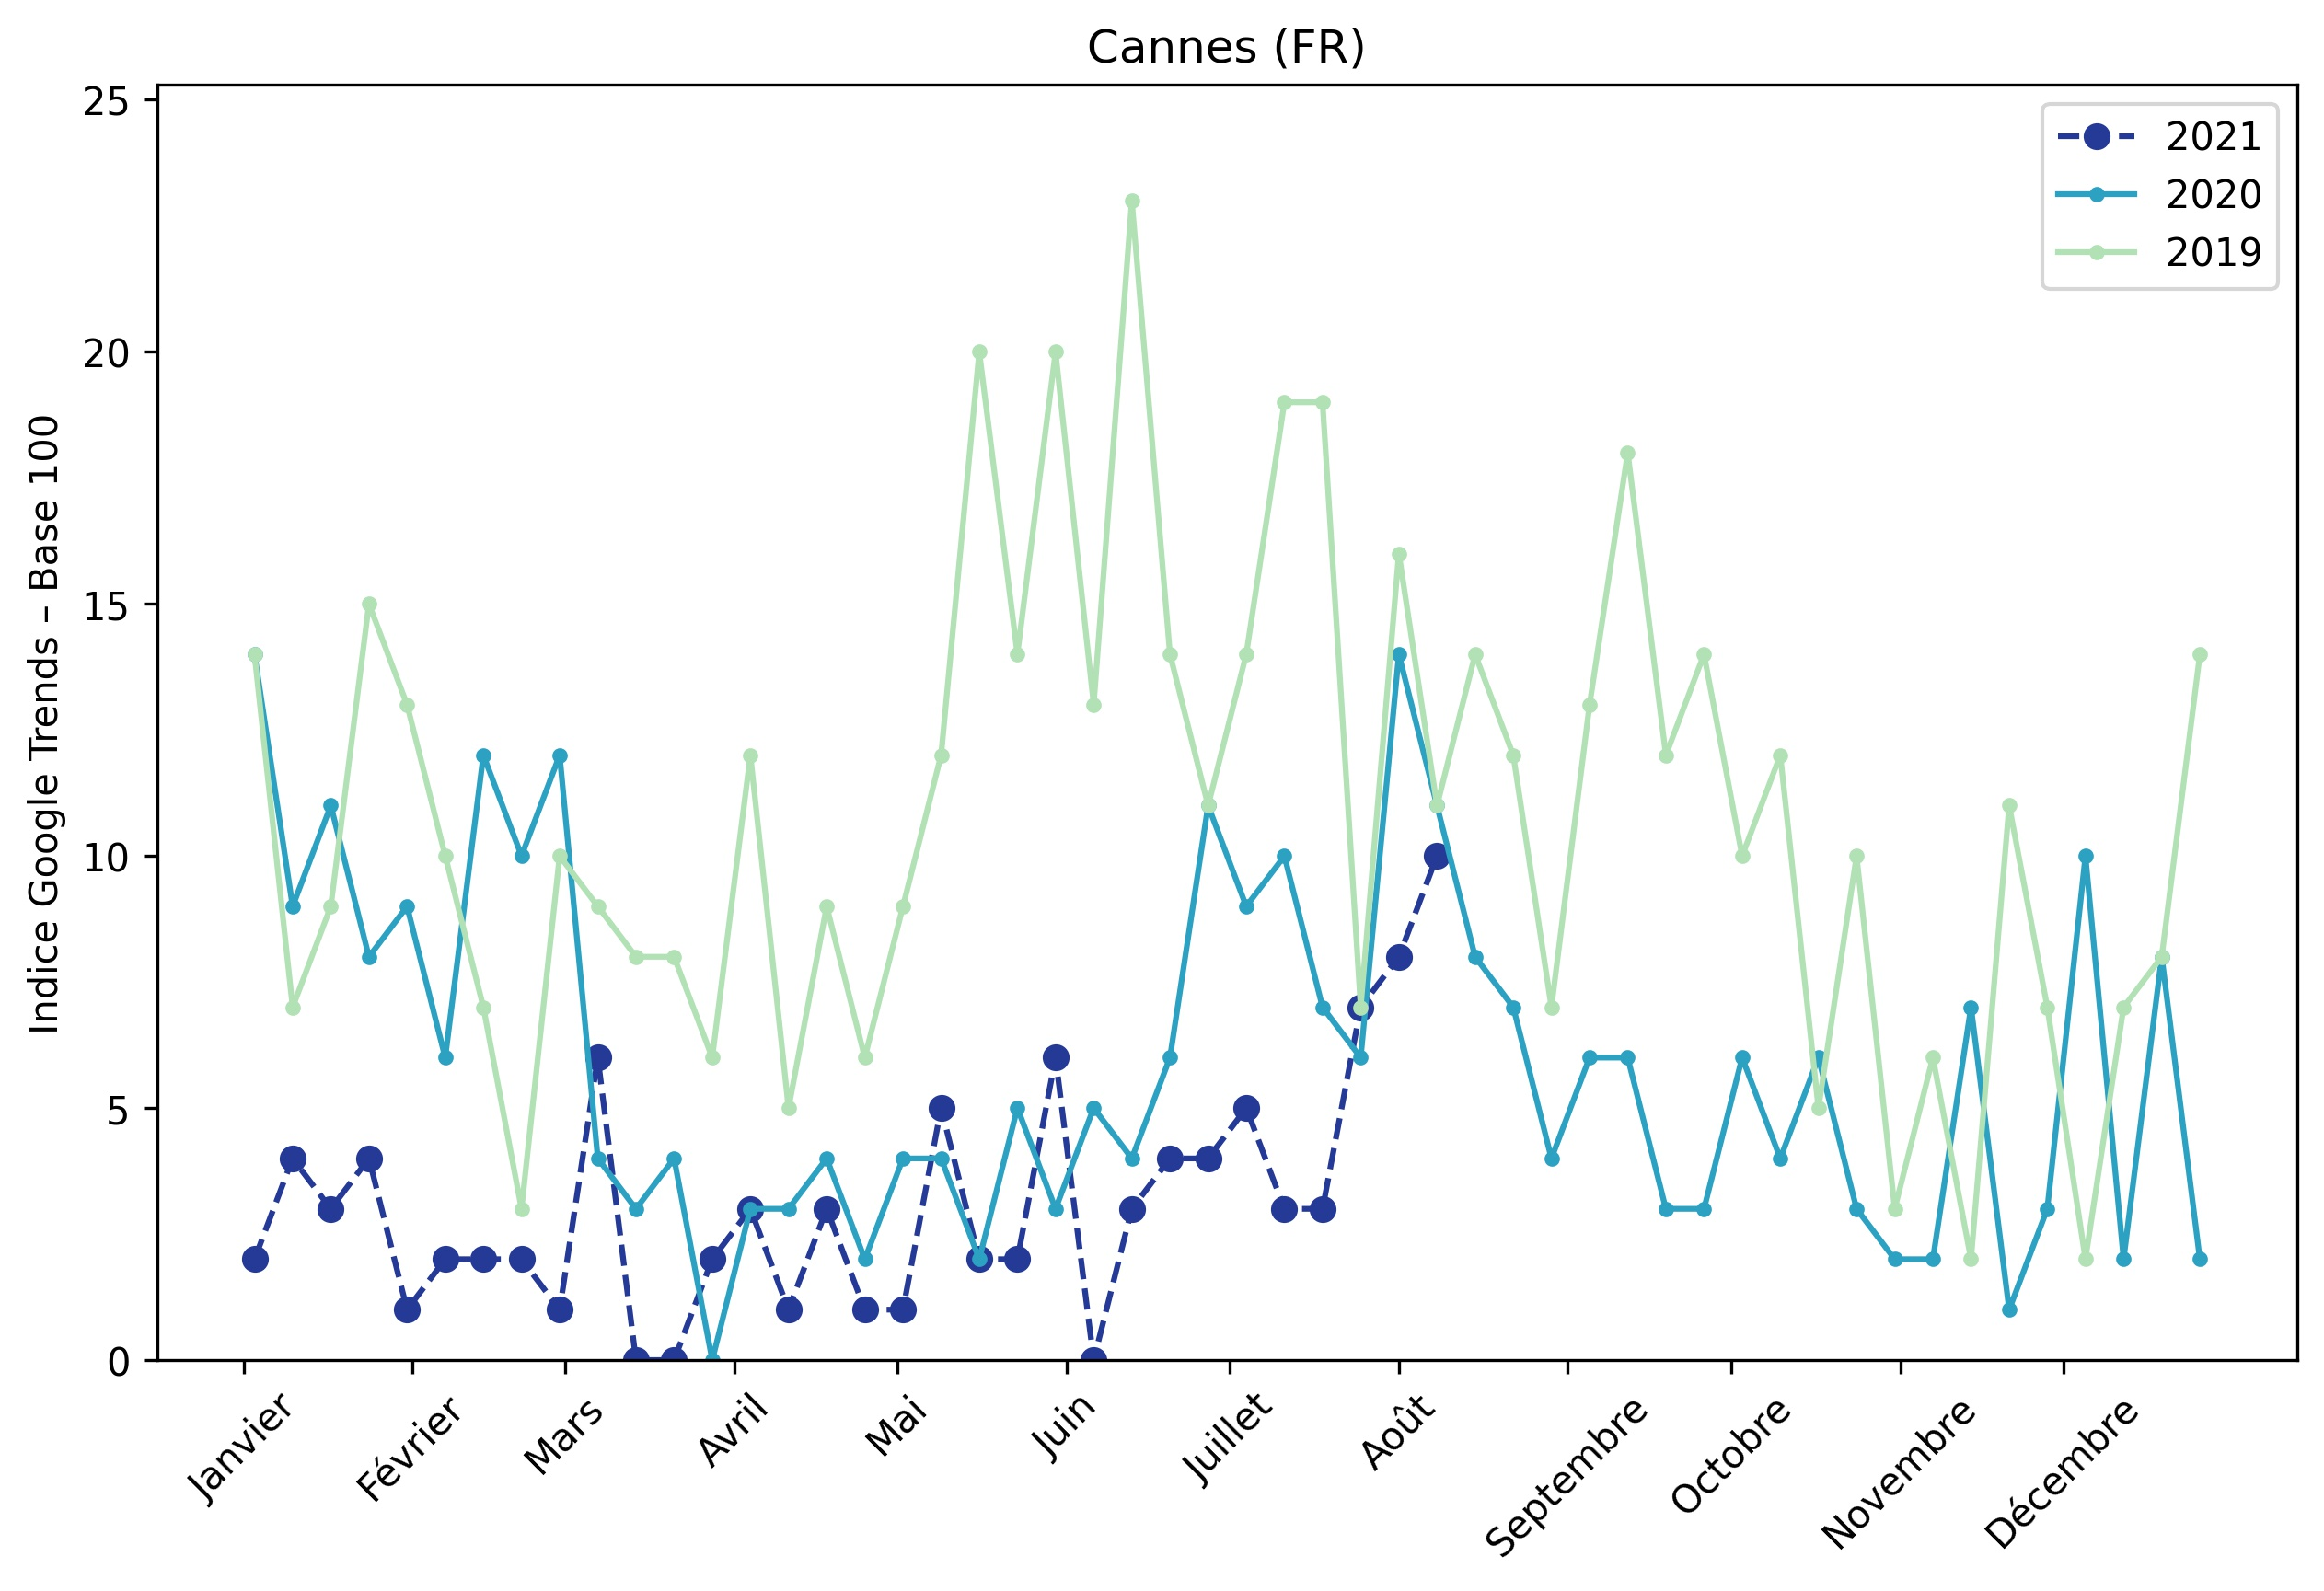 Cannes (FR)
Indice Google Trends – Base 100
25
20
15
10
5
0
2021
2020
2019
Janvier
Février
Mars
Avril
Mai
Juin
Juillet
Août
Septembre
Octobre
Novembre
Décembre